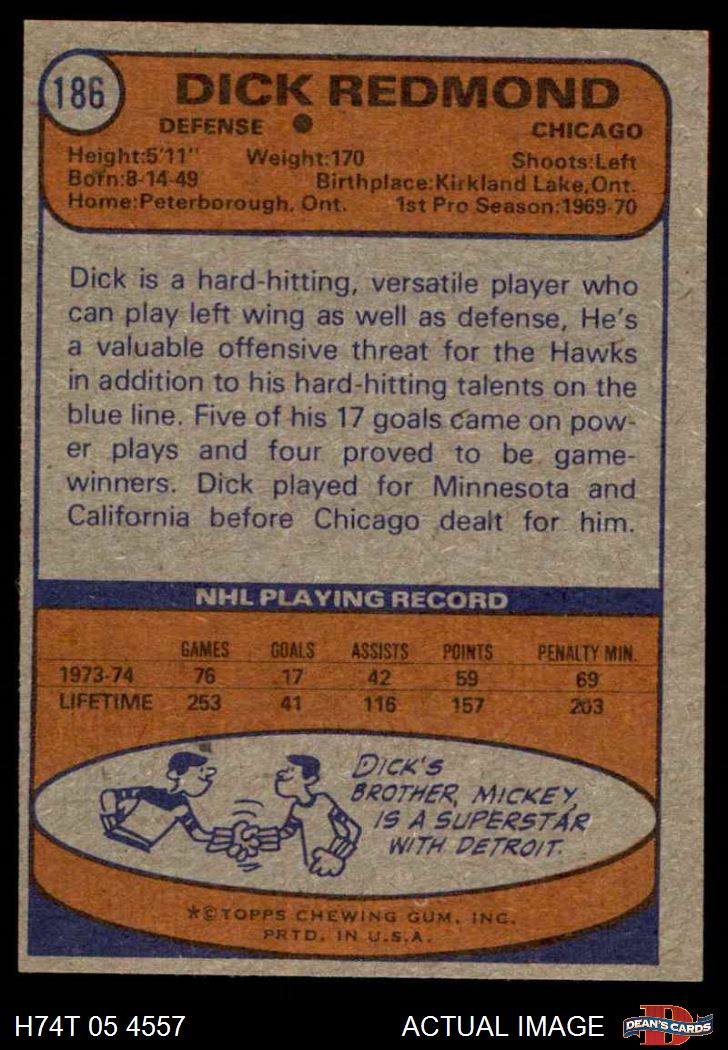 186
DICK REDMOND
DEFENSE
CHICAGO
Height:5'11" Weight:170 Shoots:Left
Born:8-14-49 Birthplace:Kirkland Lake,Ont.
Home:Peterborough, Ont. 1st Pro Season:1969-70
Dick is a hard-hitting, versatile player who
can play left wing as well as defense, He's
a valuable offensive threat for the Hawks
in addition to his hard-hitting talents on the
blue line. Five of his 17 goals came on pow-
er plays and four proved to be game-
winners. Dick played for Minnesota and
California before Chicago dealt for him.
NHL PLAYING RECORD
GAMES GOALS ASSISTS POINTS PENALTY MIN.
1973-74 76 17 42 59 69
LIFETIME 253 41 116 157 203
DICK'S
BROTHER, MICKEY,
IS A SUPERSTAR
WITH DETROIT.
*©TOPPS CHEWING GUM, INC.
PRTD. IN U.S.A.
H74T 05 4557 ACTUAL IMAGE
D
DEAN'S CARDS